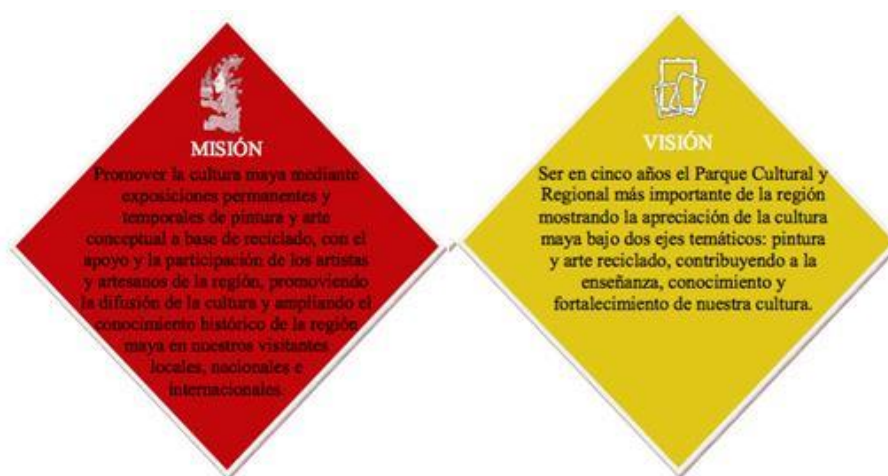 MISIÓN
Promover la cultura maya mediante
exposiciones permanentes y
temporales de pintura y arte
conceptual a base de reciclado, con el
apoyo y la participación de los artistas
y artesanos de la región, promoviendo
la difusión de la cultura y ampliando el
conocimiento histórico de la región
maya en nuestros visitantes
locales, nacionales e
internacionales.
VISIÓN
Ser en cinco años el Parque Cultural y
Regional más importante de la región
mostrando la apreciación de la cultura
maya bajo dos ejes temáticos: pintura
y arte reciclado, contribuyendo a la
enseñanza, conocimiento y
fortalecimiento de nuestra cultura.